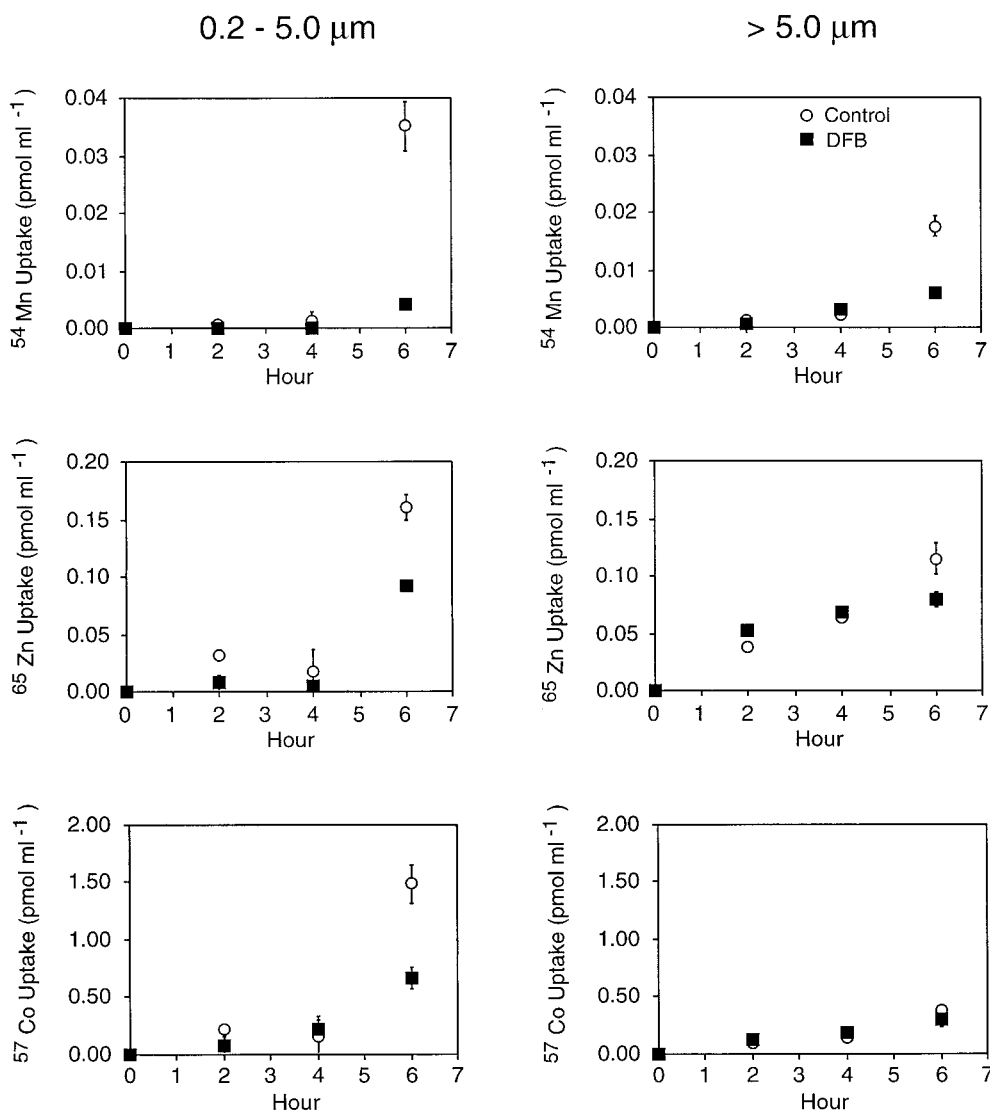 0.2 - 5.0 µm
> 5.0 µm
54 Mn Uptake (pmol ml -1)
0.04
0.03
0.02
0.01
0.00
0 1 2 3 4 5 6 7
Hour
54 Mn Uptake (pmol ml -1)
0.04
0.03
0.02
0.01
0.00
0 1 2 3 4 5 6 7
Hour
Control
DFB
65 Zn Uptake (pmol ml -1)
0.20
0.15
0.10
0.05
0.00
0 1 2 3 4 5 6 7
Hour
65 Zn Uptake (pmol ml -1)
0.20
0.15
0.10
0.05
0.00
0 1 2 3 4 5 6 7
Hour
57 Co Uptake (pmol ml -1)
2.00
1.50
1.00
0.50
0.00
0 1 2 3 4 5 6 7
Hour
57 Co Uptake (pmol ml -1)
2.00
1.50
1.00
0.50
0.00
0 1 2 3 4 5 6 7
Hour